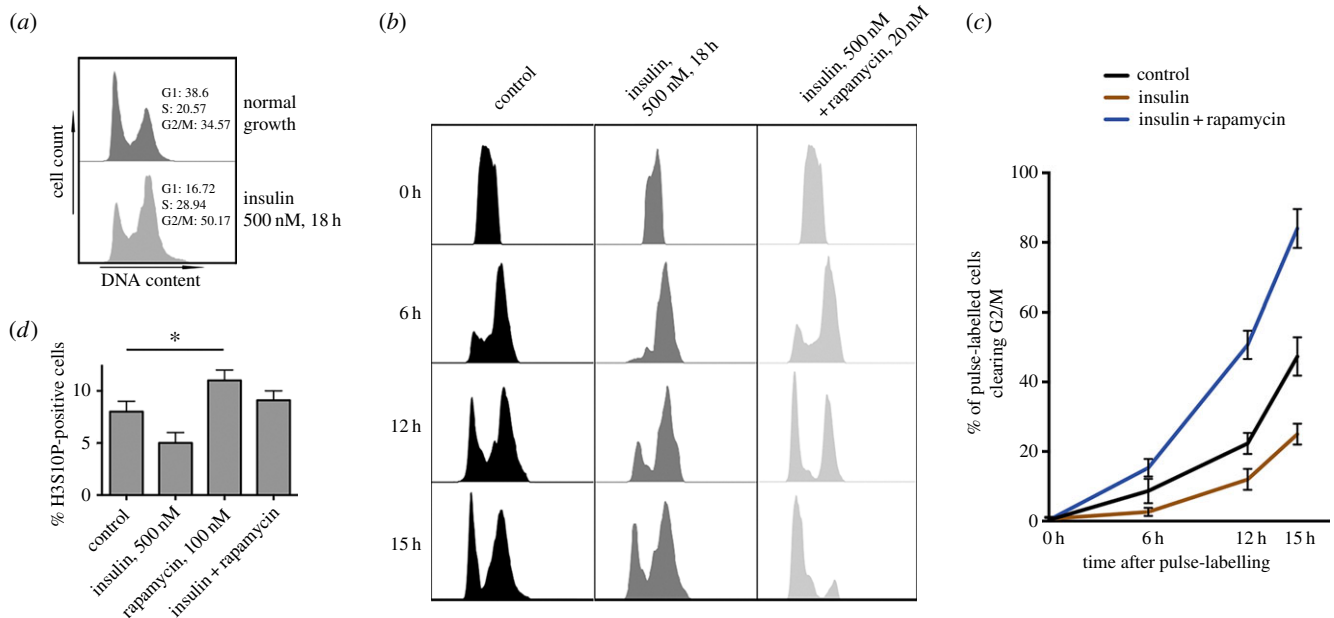 (a)
G1: 38.6
S: 20.57
G2/M: 34.57
normal
growth
G1: 16.72
S: 28.94
G2/M: 50.17
insulin
500 nM, 18 h
cell count
DNA content
(b)
control
insulin,
500 nM, 18 h
insulin, 500 nM
+ rapamycin, 20 nM
0 h
6 h
12 h
15 h
(c)
control
insulin
insulin + rapamycin
% of pulse-labelled cells
clearing G2/M
100
80
60
40
20
0
0 h
6 h
12 h
15 h
time after pulse-labelling
(d)
% H3S10P-positive cells
*
10
5
0
control
insulin, 500 nM
rapamycin, 100 nM
insulin + rapamycin